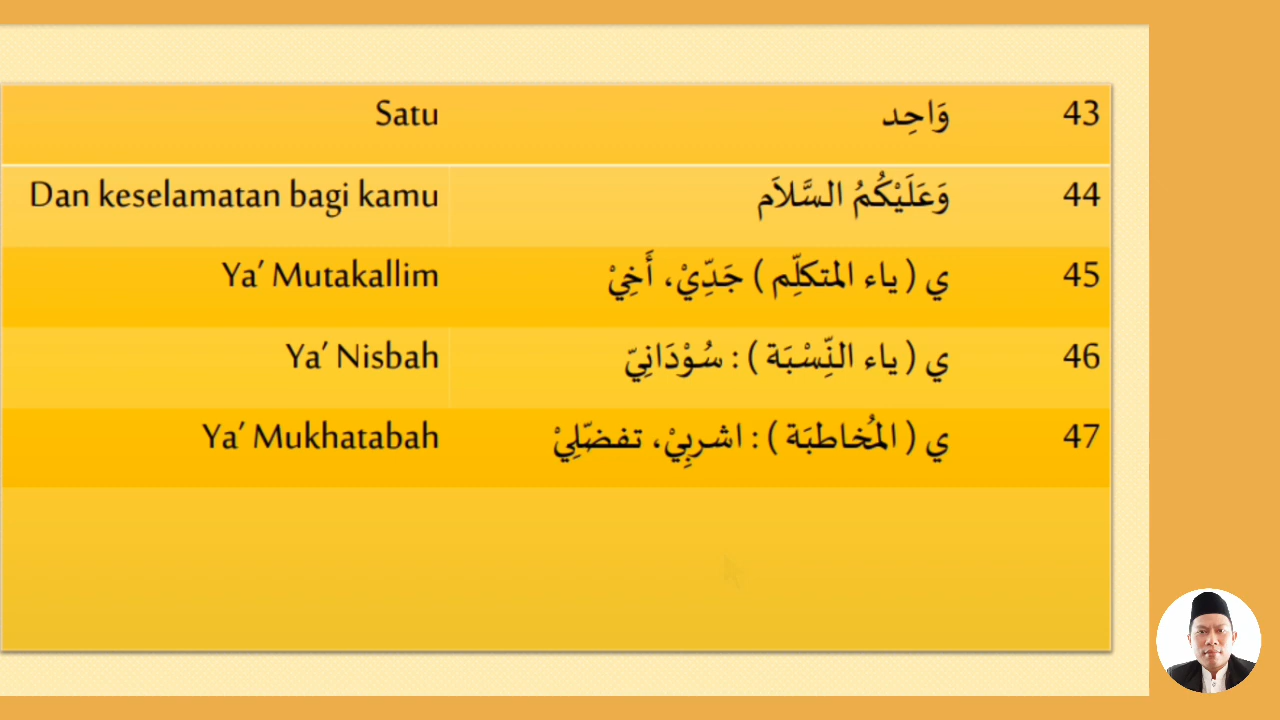 43 وَاحِد Satu
44 وَعَلَيْكُمُ السَّلاَم Dan keselamatan bagi kamu
45 ي ( ياء المتكلِّم ) جَدِّيْ، أَخِيْ Ya’ Mutakallim
46 ي ( ياء النِّسْبَة ) : سُوْدَانِيّ Ya’ Nisbah
47 ي ( المُخاطبَة ) : اشربِيْ، تفضّلِيْ Ya’ Mukhatabah